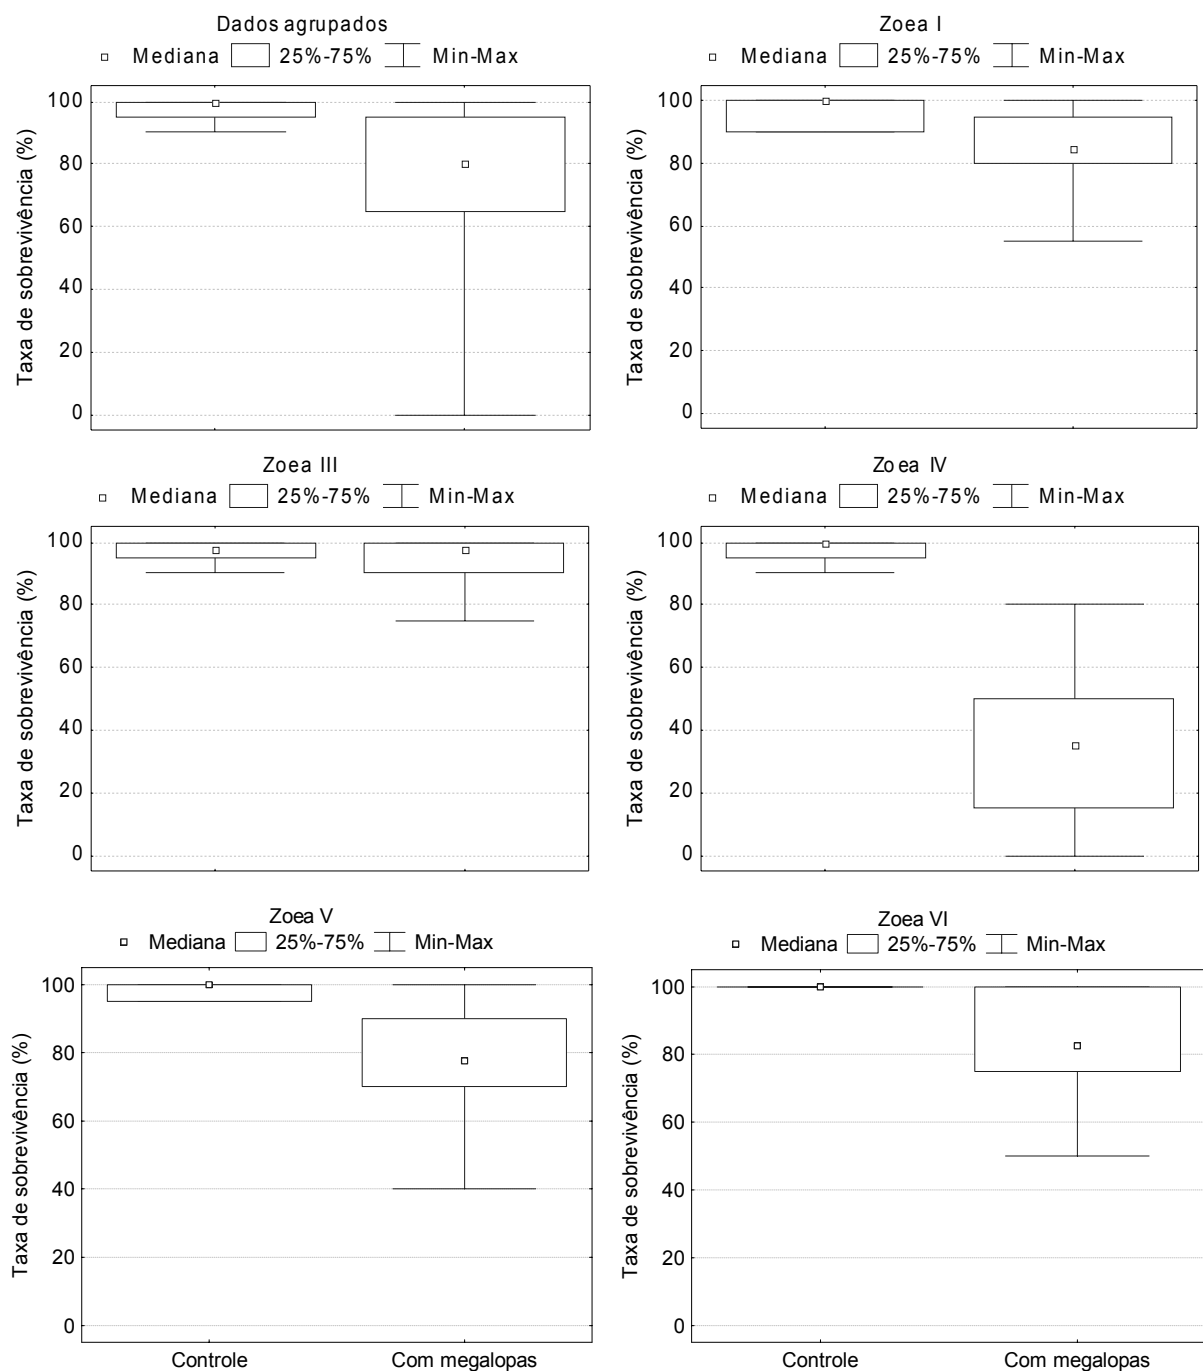 Dados agrupados
Mediana 25%-75% Min-Max
Taxa de sobrevivência (%)
100
80
60
40
20
0
Zoea I
Mediana 25%-75% Min-Max
Taxa de sobrevivência (%)
100
80
60
40
20
0
Zoea III
Mediana 25%-75% Min-Max
Taxa de sobrevivência (%)
100
80
60
40
20
0
Zoea IV
Mediana 25%-75% Min-Max
Taxa de sobrevivência (%)
100
80
60
40
20
0
Zoea V
Mediana 25%-75% Min-Max
Taxa de sobrevivência (%)
100
80
60
40
20
0
Controle Com megalopas
Zoea VI
Mediana 25%-75% Min-Max
Taxa de sobrevivência (%)
100
80
60
40
20
0
Controle Com megalopas